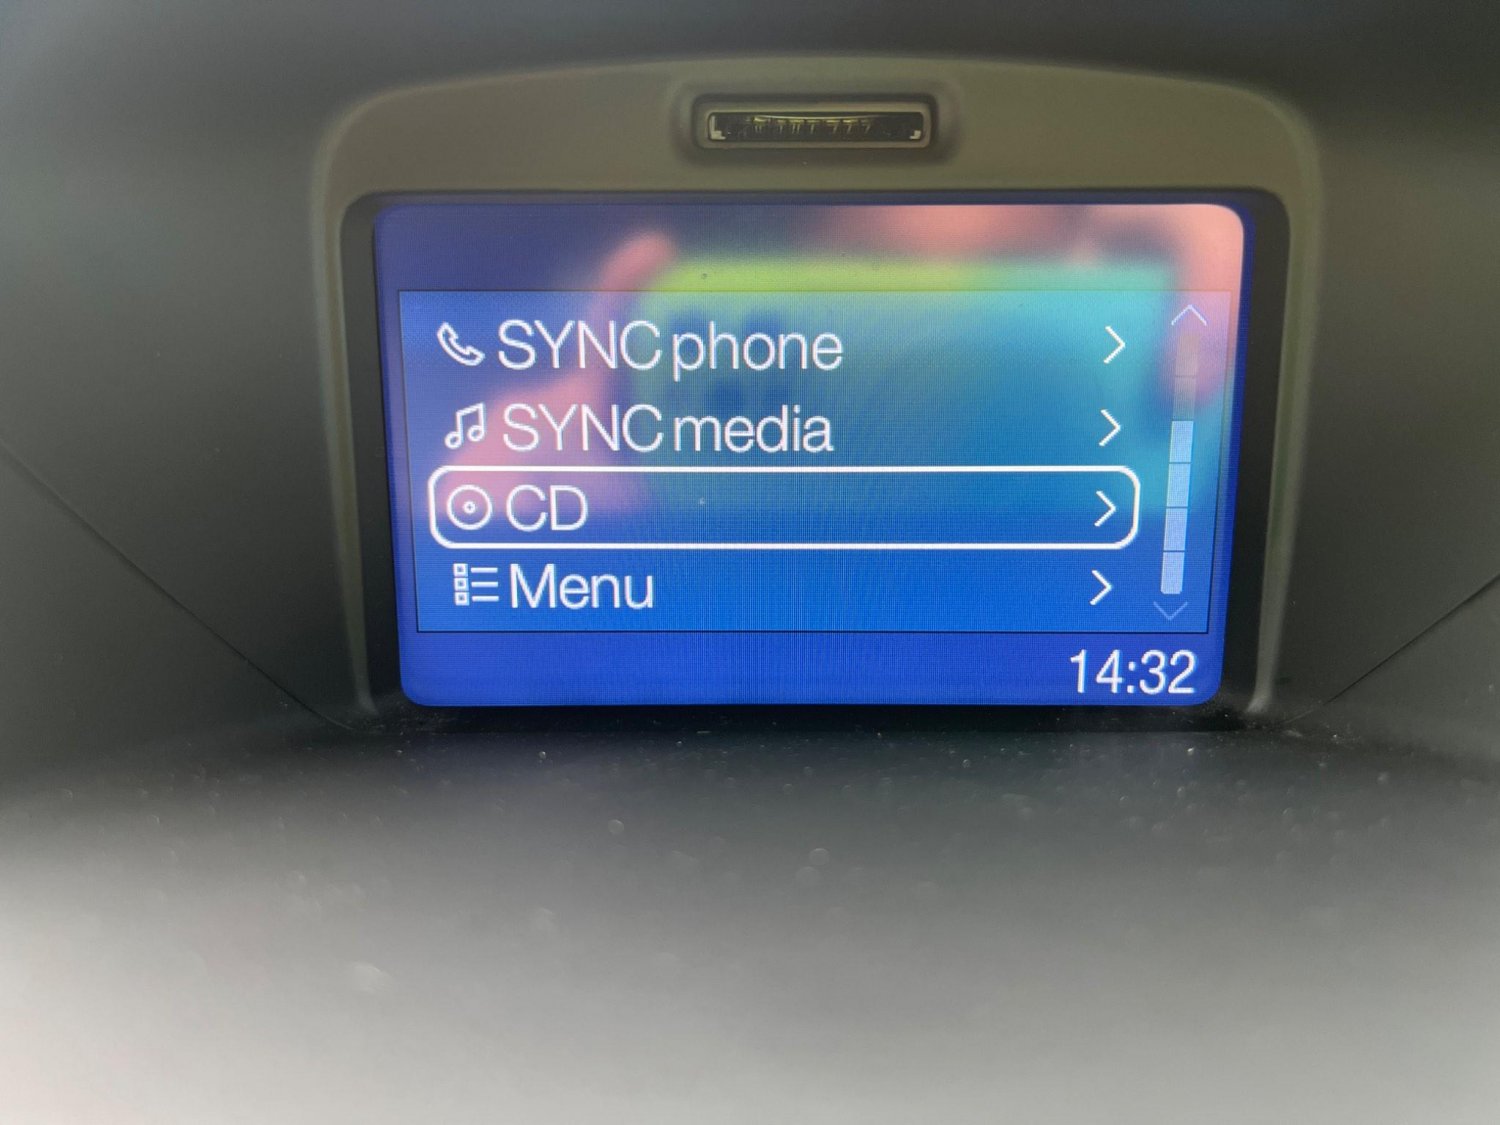 SYNC phone
SYNC media
CD
Menu
14:32